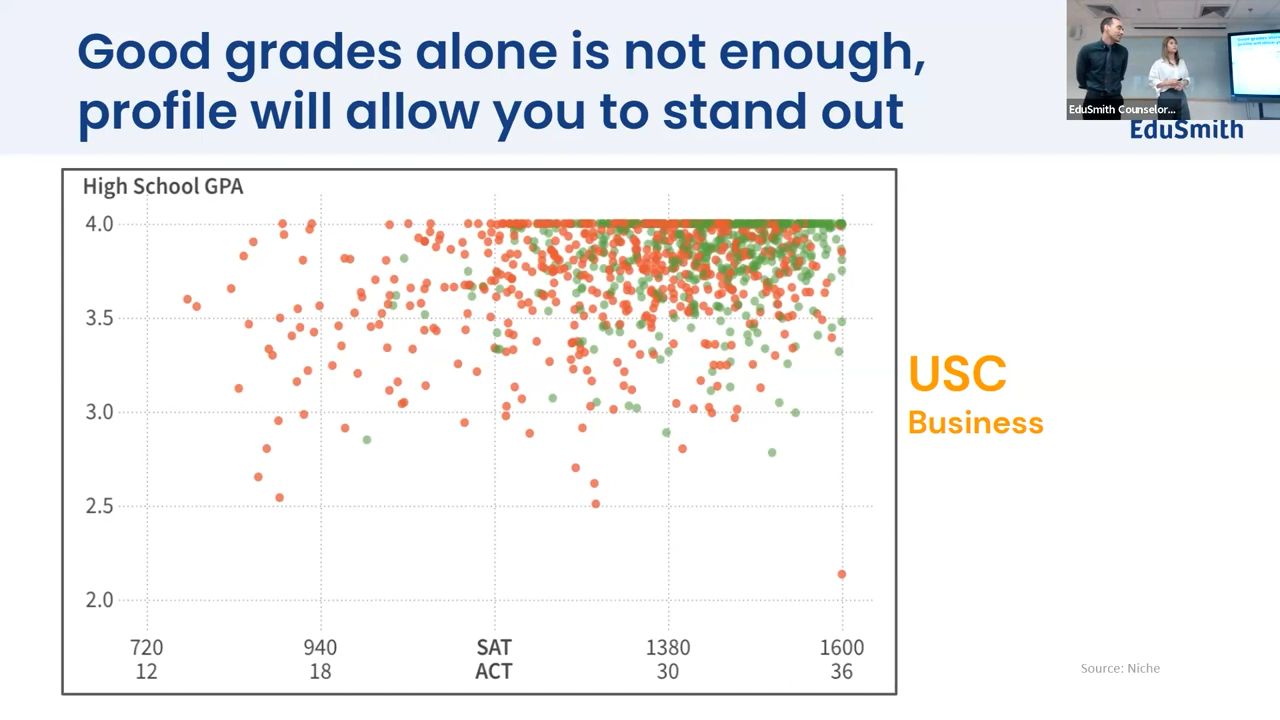 Good grades alone is not enough,
profile will allow you to stand out
EduSmith Counselor...
EduSmith
High School GPA
4.0
3.5
3.0
2.5
2.0
720 940 SAT 1380 1600
12 18 ACT 30 36
USC
Business
Source: Niche